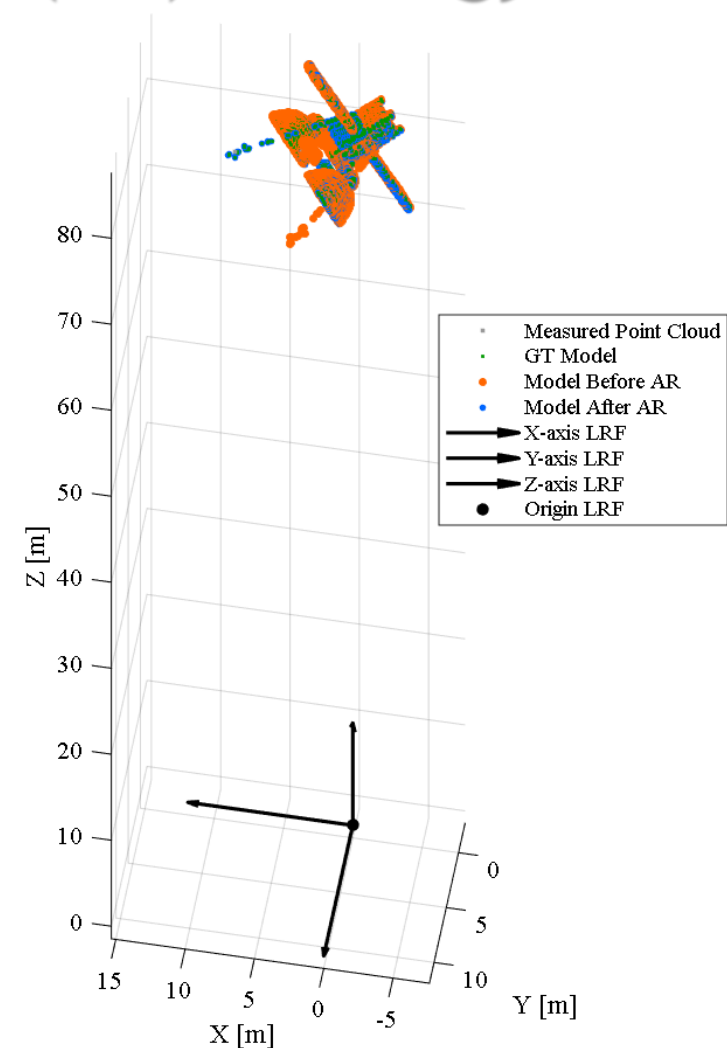 80
70
60
50
40
30
20
10
0
Z [m]
Measured Point Cloud
GT Model
Model Before AR
Model After AR
X-axis LRF
Y-axis LRF
Z-axis LRF
Origin LRF
15
10
5
0
-5
X [m]
0
5
10
Y [m]